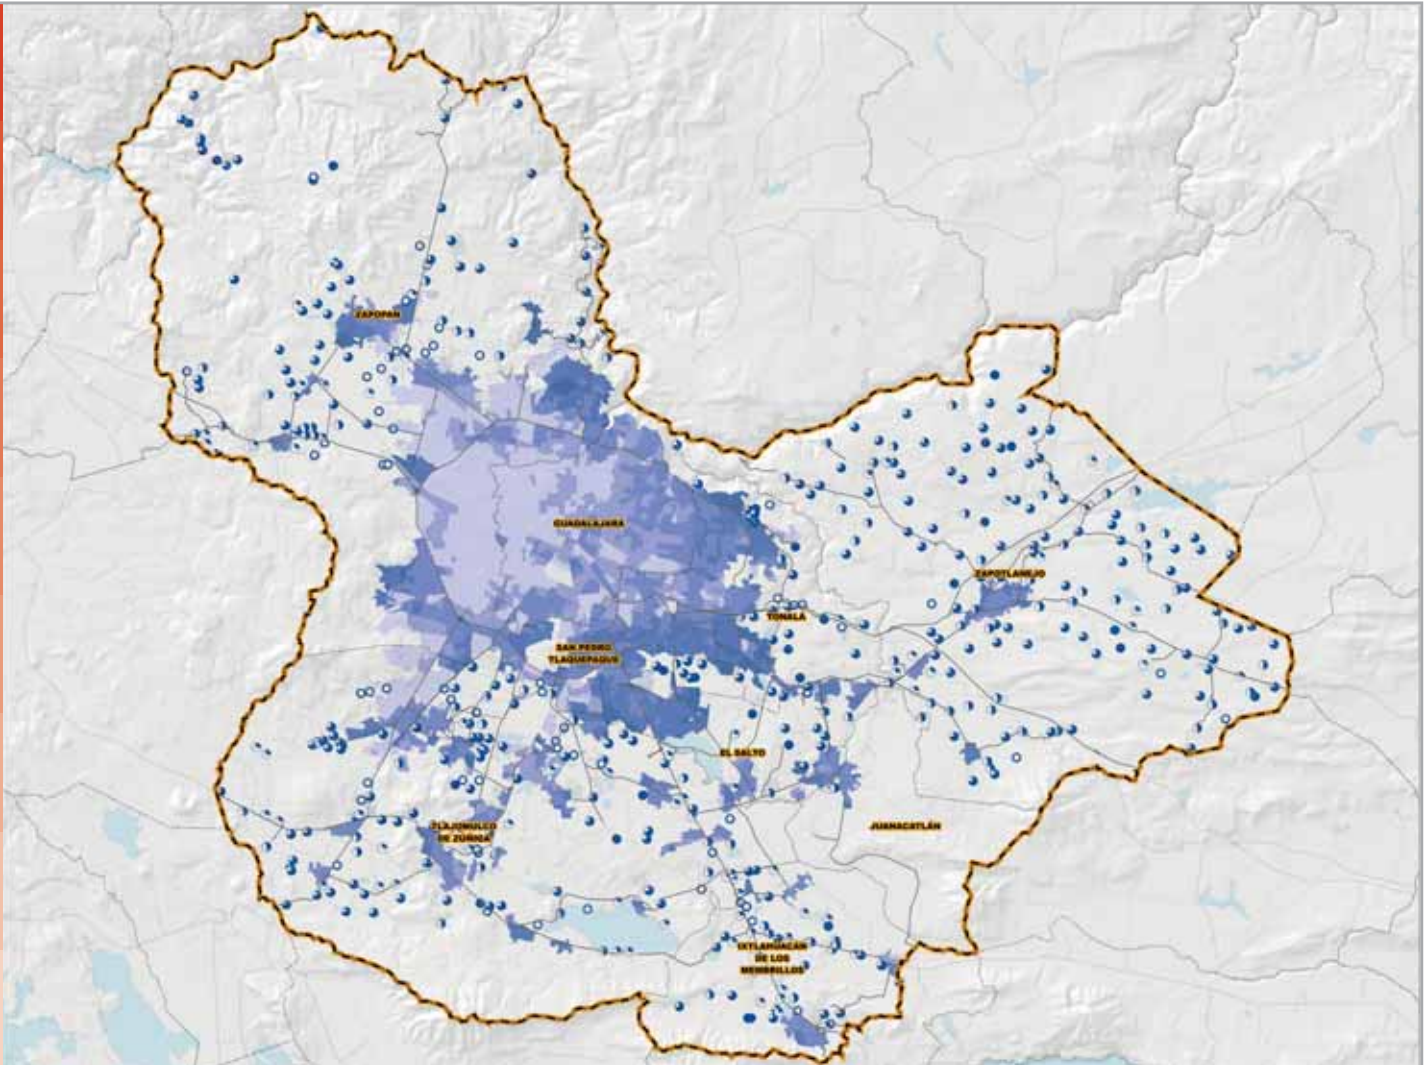 ZAPOPAN
GUADALAJARA
ZAPOTLANEJO
TONALÁ
SAN PEDRO
TLAQUEPAQUE
EL SALTO
TLAJOMULCO
DE ZÚÑIGA
JUANACATLÁN
IXTLAHUACÁN
DE LOS
MEMBRILLOS